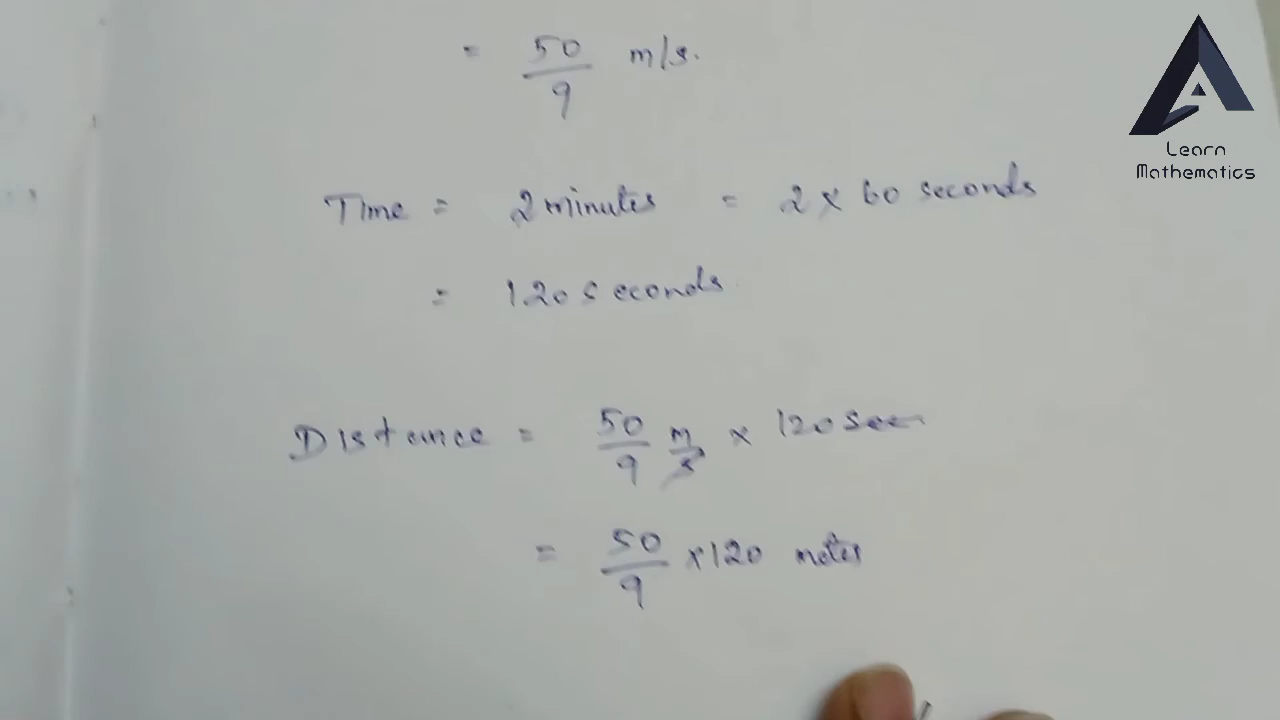 = 50/9 m/s.
Learn
Mathematics
Time = 2 minutes = 2 x 60 seconds
= 120 seconds.
Distance = 50/9 m/s x 120 sec
= 50/9 x 120 metes